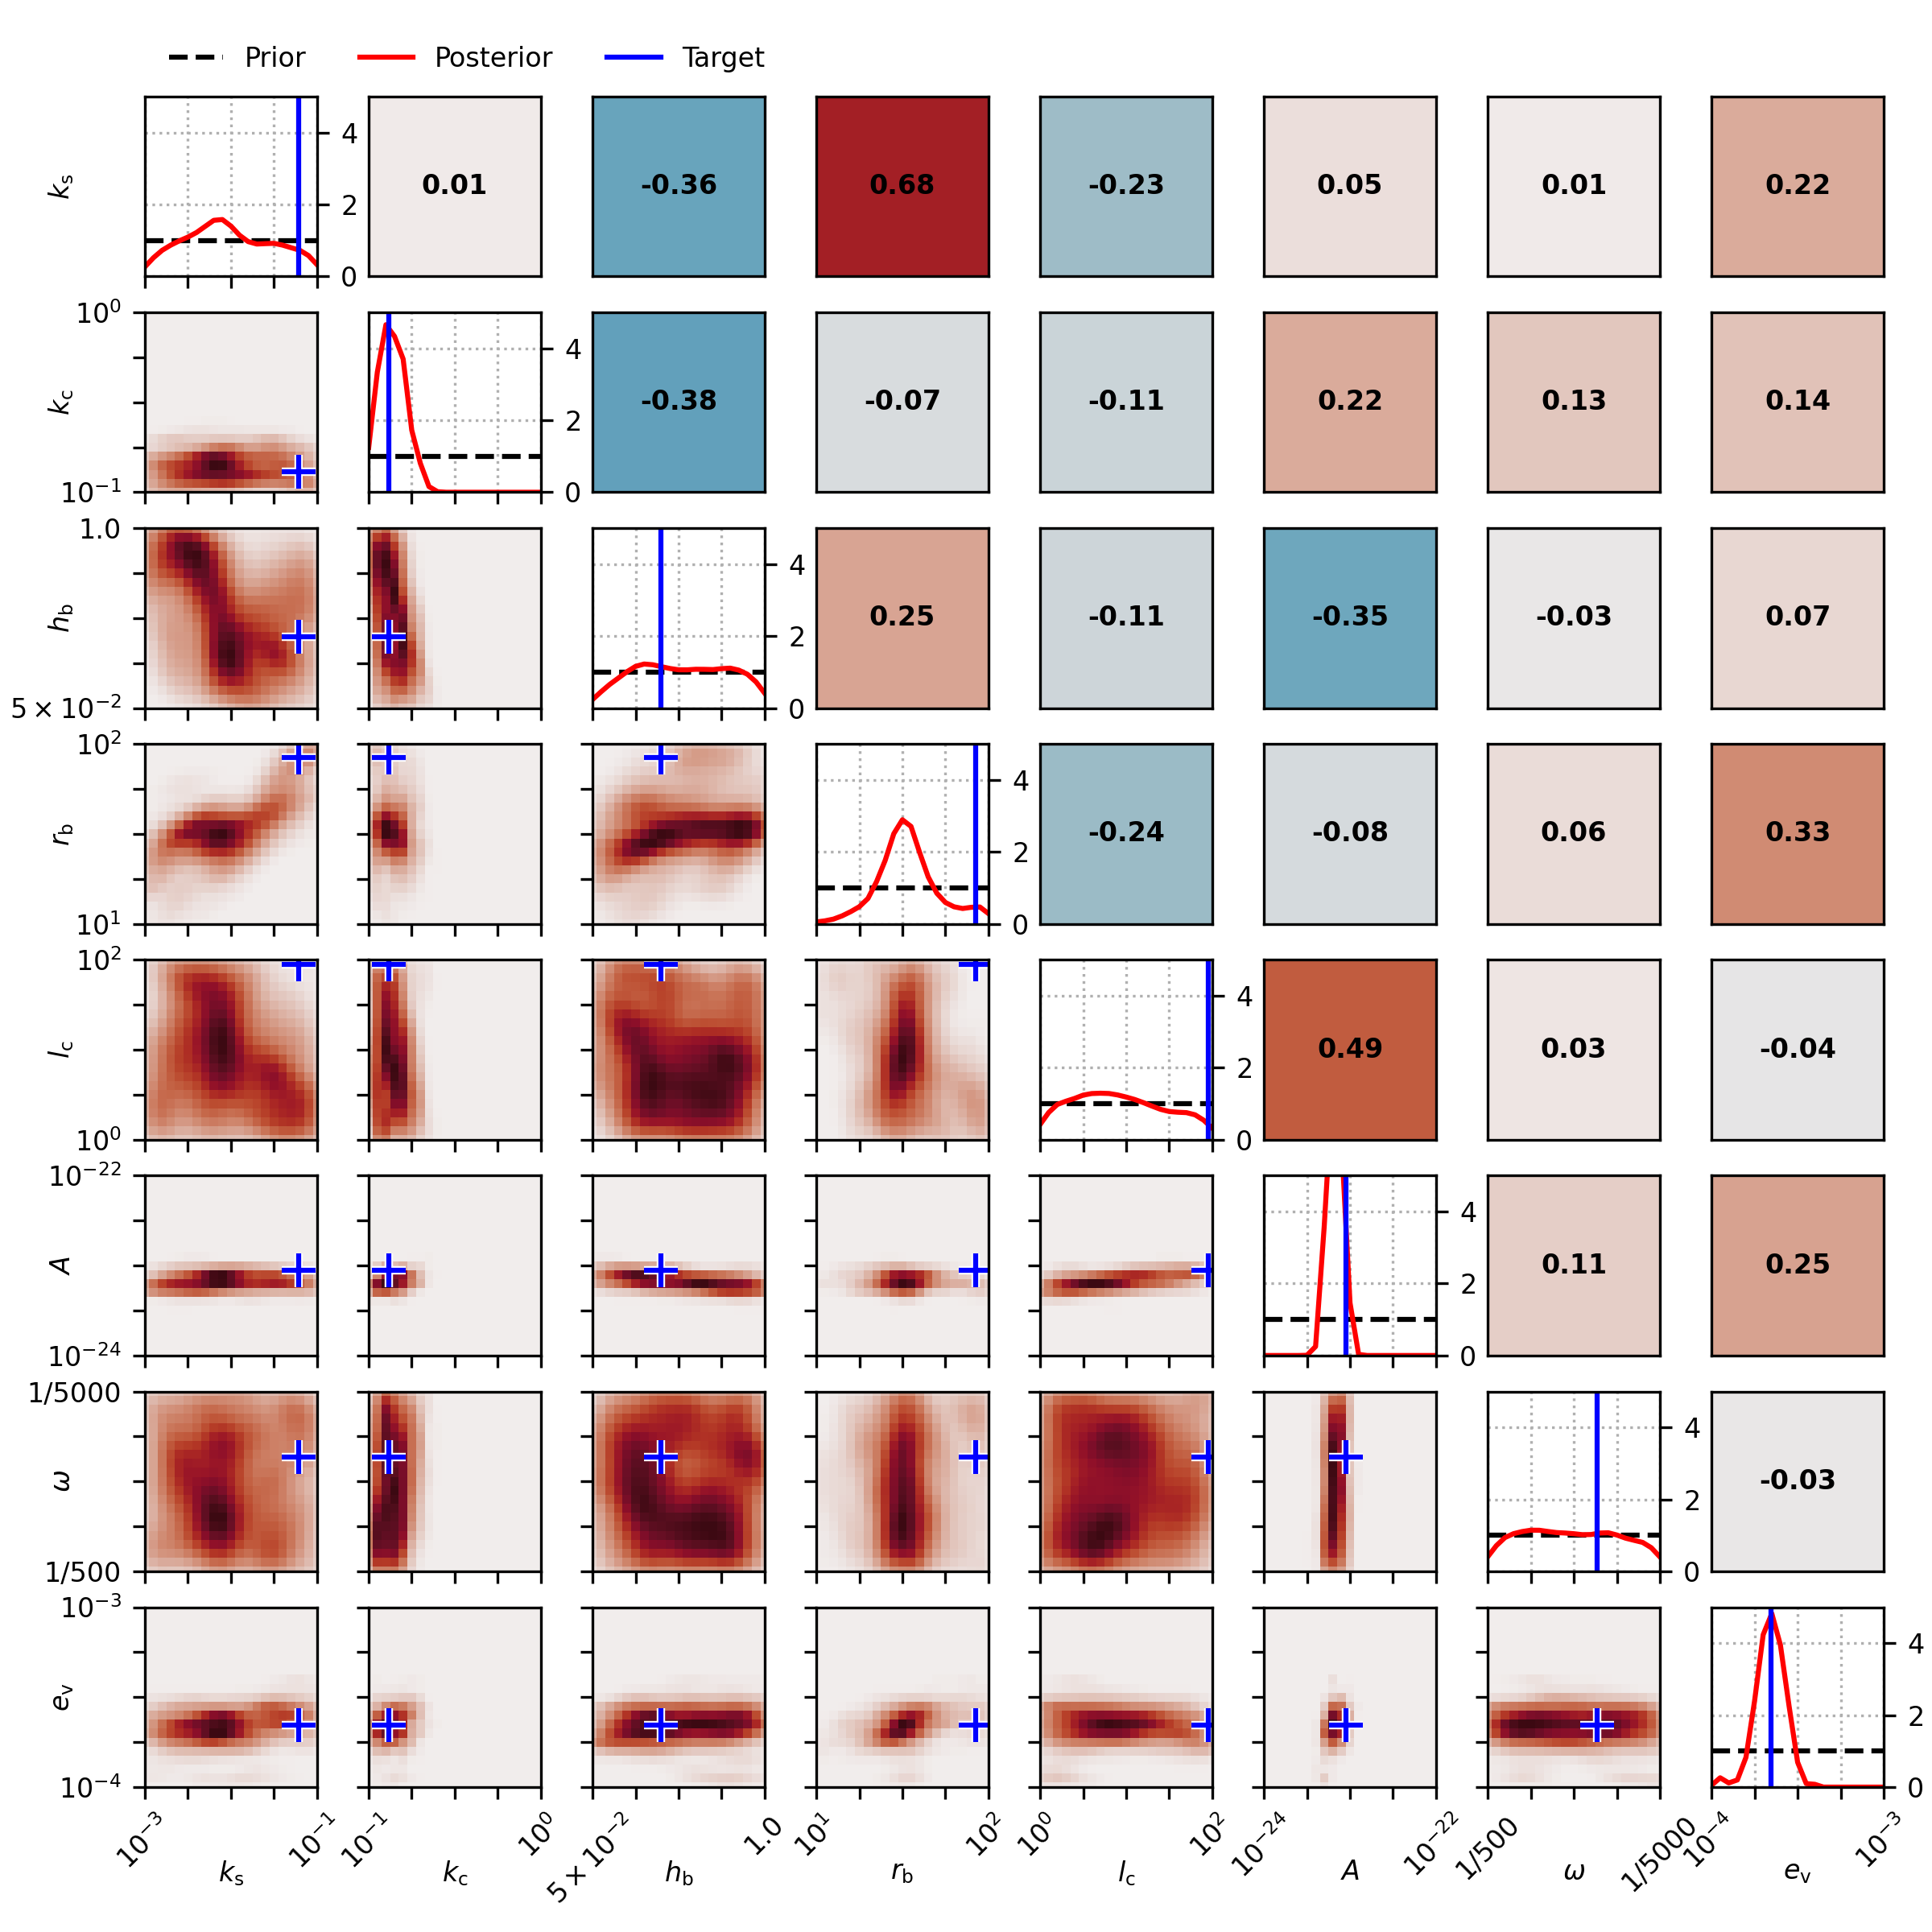 Prior Posterior Target
k_s 4 2 0 0.01 -0.36 0.68 -0.23 0.05 0.01 0.22
10^0 k_c 10^{-1} 4 2 0 -0.38 -0.07 -0.11 0.22 0.13 0.14
1.0 h_b 5 × 10^{-2} 4 2 0 0.25 -0.11 -0.35 -0.03 0.07
10^2 r_b 10^1 4 2 0 -0.24 -0.08 0.06 0.33
10^2 l_c 10^0 4 2 0 0.49 0.03 -0.04
10^{-22} A 10^{-24} 4 2 0 0.11 0.25
1/5000 ω 1/500 4 2 0 -0.03
10^{-3} e_v 10^{-4} 4 2 0
10^{-3} 10^{-1} 10^{-1} 10^0 5 × 10^{-2} 1.0 10^1 10^2 10^0 10^2 10^{-24} 10^{-22} 1/500 1/5000 10^{-4} 10^{-3}
k_s k_c h_b r_b l_c A ω e_v